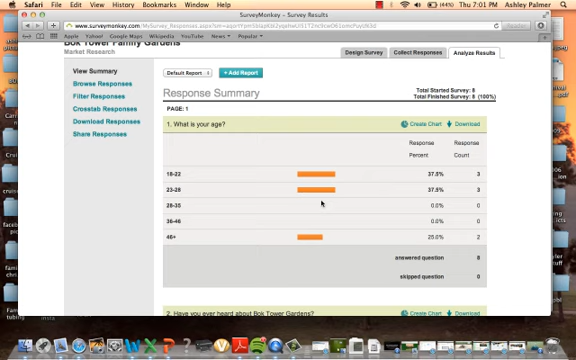 Safari File Edit View History Bookmarks Window Help
(44%) Thu 7:01 PM Ashley Palmer
SurveyMonkey — Survey Results
www.surveymonkey.com
Reader
Apple Yahoo! Google Maps YouTube Wikipedia News Popular
Bok Tower Family Gardens
Market Research
Design Survey Collect Responses Analyze Results
View Summary
Browse Responses
Filter Responses
Crosstab Responses
Download Responses
Share Responses
Default Report + Add Report
Response Summary
Total Started Survey: 8
Total Finished Survey: 8 (100%)
PAGE: 1
1. What is your age?
Create Chart Download
Response Percent
Response Count
18-22 37.5% 3
23-28 37.5% 3
28-35 0.0% 0
36-46 0.0% 0
46+ 25.0% 2
answered question 8
skipped question 0
2. Have you ever heard about Bok Tower Gardens?
Create Chart Download